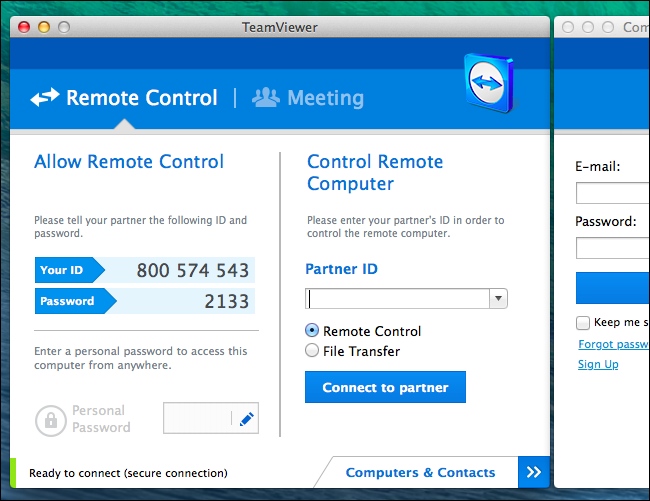 TeamViewer
Remote Control
Meeting
Allow Remote Control
Please tell your partner the following ID and
password.
Your ID
800 574 543
Password
2133
Enter a personal password to access this
computer from anywhere.
Personal
Password
Control Remote
Computer
Please enter your partner's ID in order to
control the remote computer.
Partner ID
Remote Control
File Transfer
Connect to partner
Ready to connect (secure connection)
Computers & Contacts
Com
E-mail:
Password:
Keep me s
Forgot passw
Sign Up